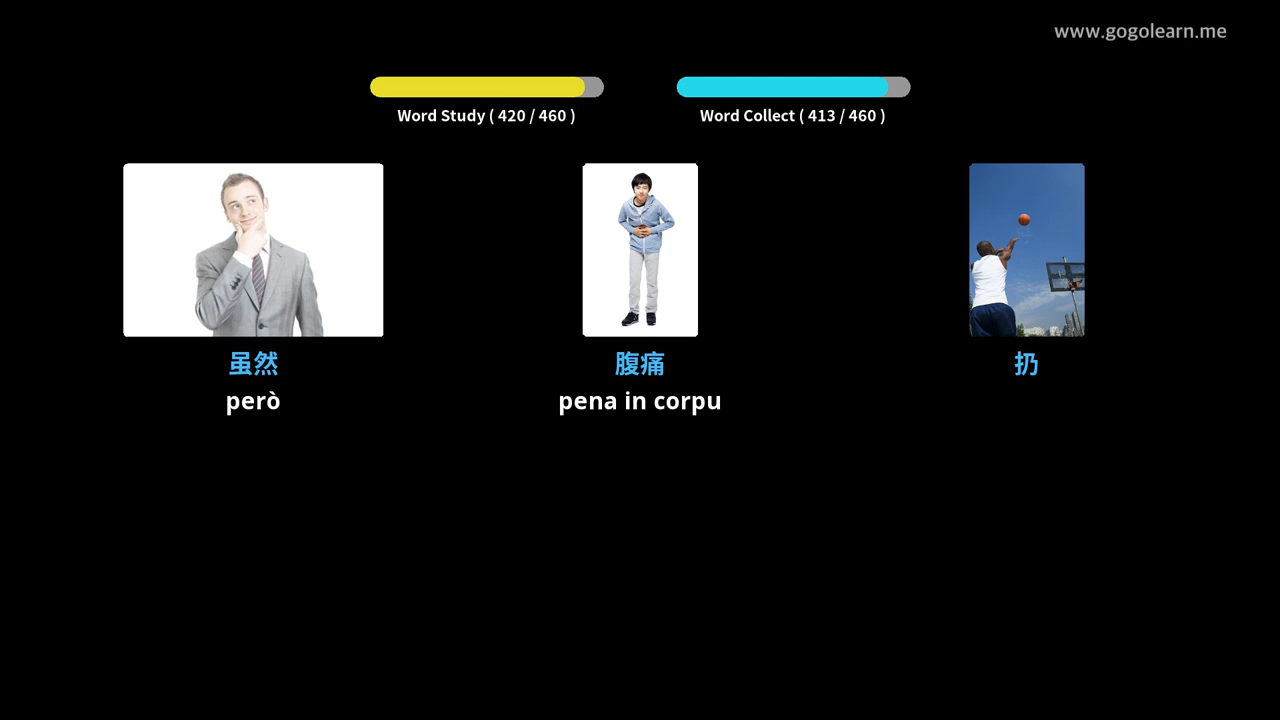 www.gogolearn.me
Word Study ( 420 / 460 )
Word Collect ( 413 / 460 )
虽然
però
腹痛
pena in corpu
扔